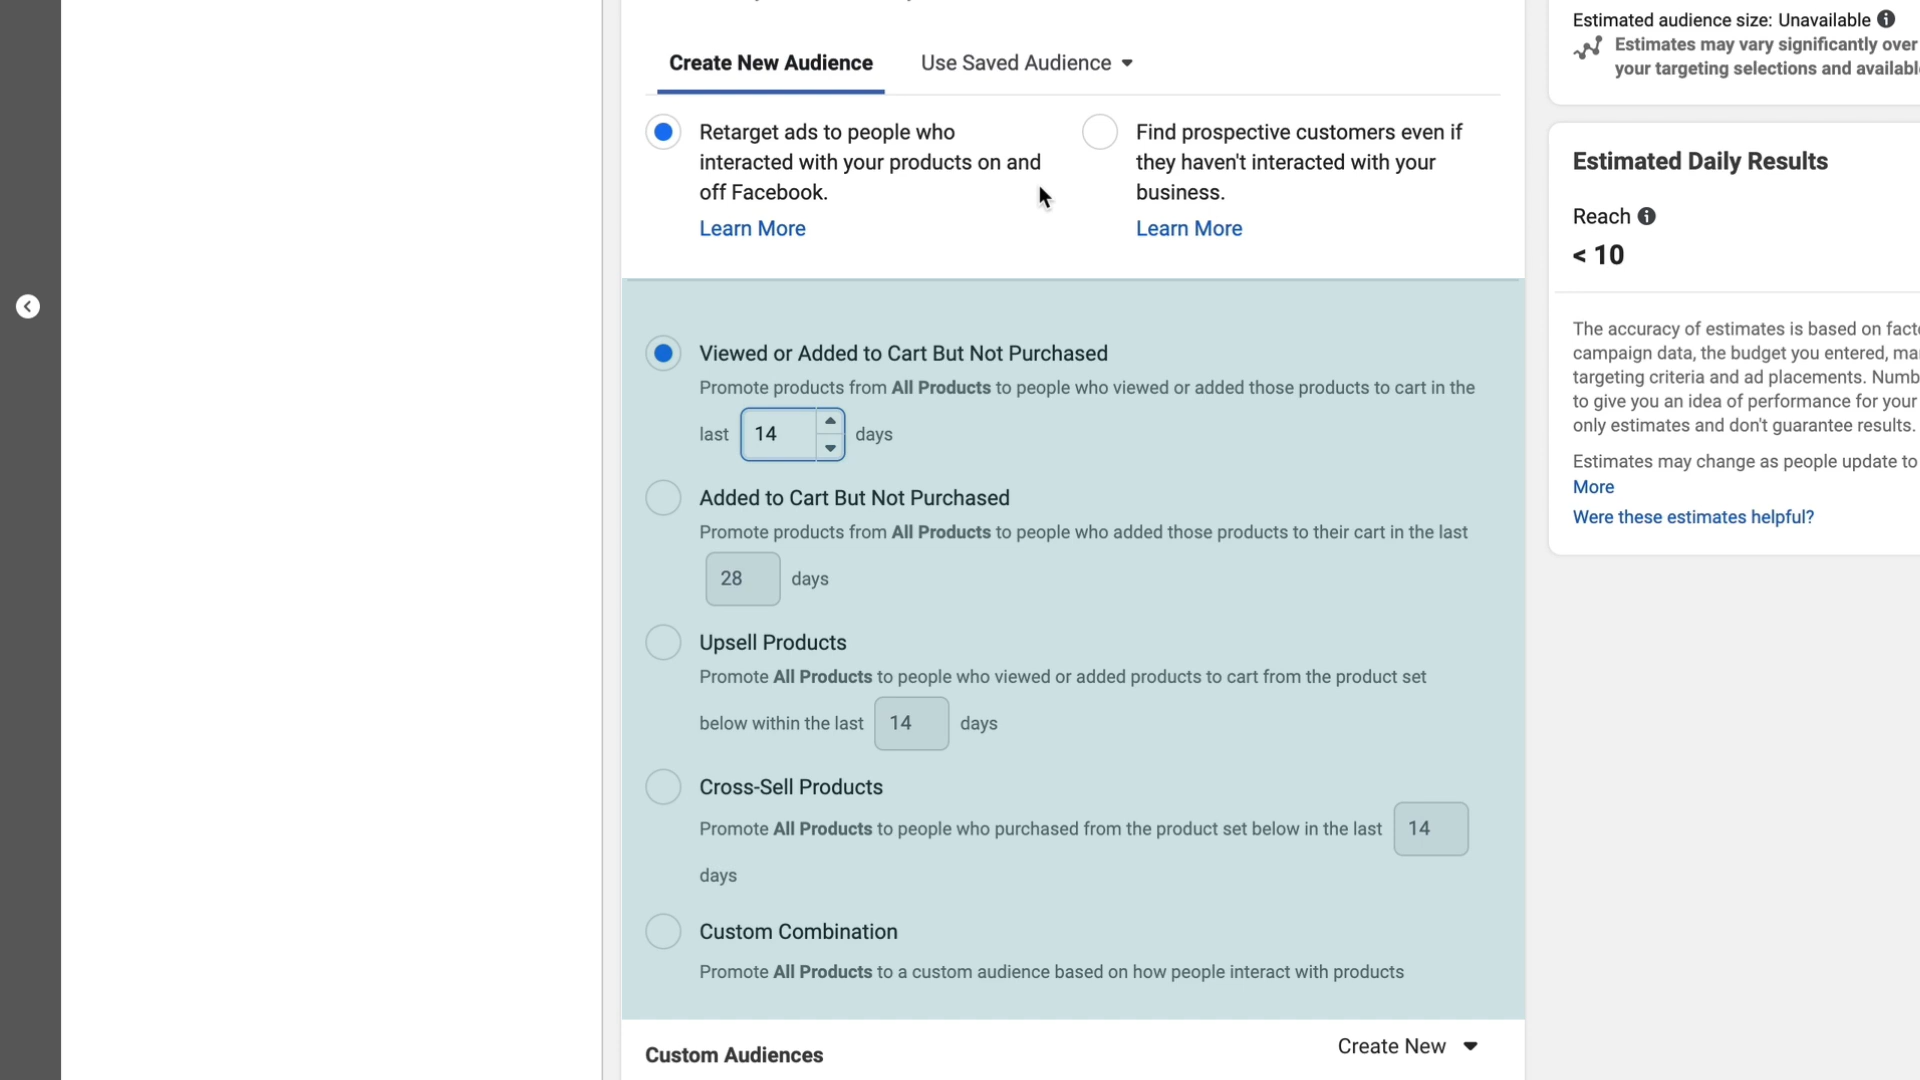 Create New Audience
Use Saved Audience
Retarget ads to people who
interacted with your products on and
off Facebook.
Learn More
Find prospective customers even if
they haven't interacted with your
business.
Learn More
Viewed or Added to Cart But Not Purchased
Promote products from All Products to people who viewed or added those products to cart in the
last 14 days
Added to Cart But Not Purchased
Promote products from All Products to people who added those products to their cart in the last
28 days
Upsell Products
Promote All Products to people who viewed or added products to cart from the product set
below within the last 14 days
Cross-Sell Products
Promote All Products to people who purchased from the product set below in the last 14
days
Custom Combination
Promote All Products to a custom audience based on how people interact with products
Custom Audiences
Create New
Estimated audience size: Unavailable
Estimates may vary significantly over
your targeting selections and
Estimated Daily Results
Reach
< 10
The accuracy of estimates is based on
campaign data, the budget you entered,
targeting criteria and ad placements.
to give you an idea of performance for your
only estimates and don't guarantee results.
Estimates may change as people update to
More
Were these estimates helpful?